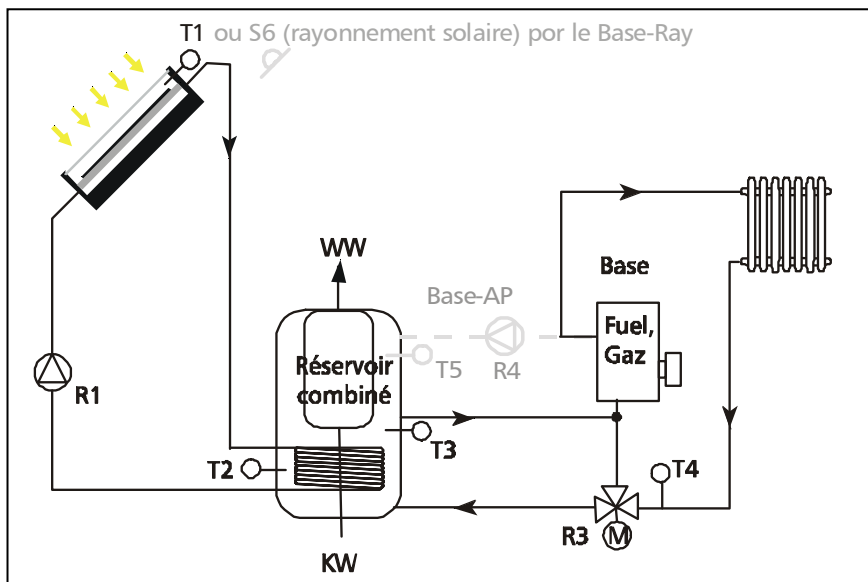 T1 ou S6 (rayonnement solaire) por le Base-Ray
WW
Base
Base-AP
Fuel,
Gaz
Réservoir
combiné
T5
R4
R1
T3
T2
T4
R3
M
KW